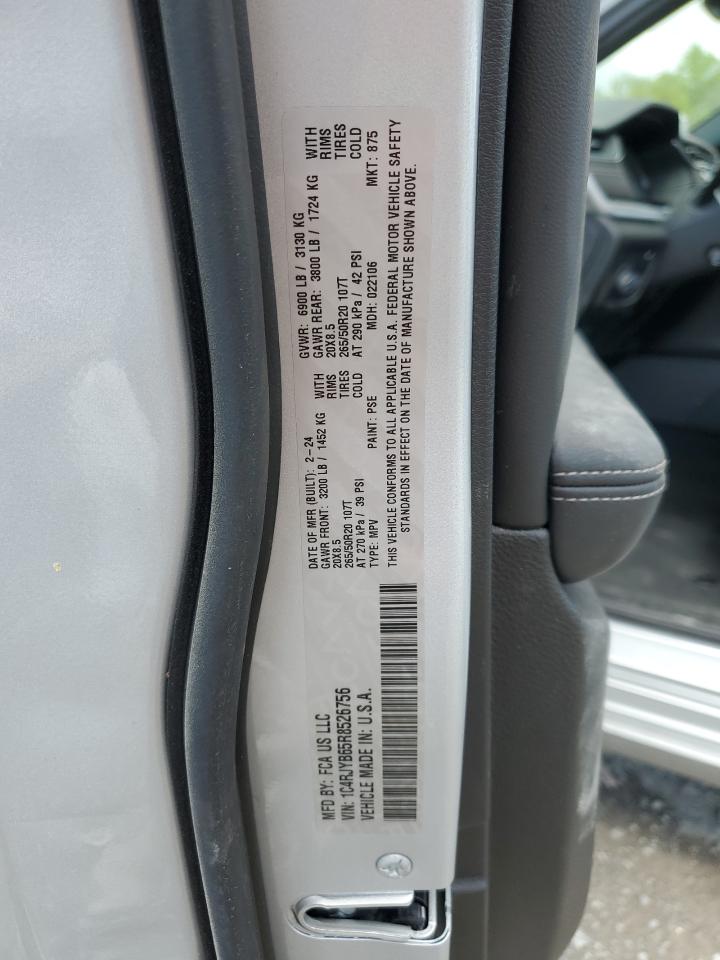 MFD BY: FCA US LLC
VIN: 1C4RJYB65R8526756
VEHICLE MADE IN: U.S.A.
DATE OF MFR (BUILT): 2-24
GAWR FRONT: 3200 LB / 1452 KG WITH
20X8.5 RIMS
265/50R20 107T TIRES
AT 270 kPa / 39 PSI COLD
TYPE: MPV PAINT: PSE
GVWR: 6900 LB / 3130 KG
GAWR REAR: 3800 LB / 1724 KG WITH
20X8.5 RIMS
265/50R20 107T TIRES
AT 290 kPa / 42 PSI COLD
MDH: 022106 MKT: 875
THIS VEHICLE CONFORMS TO ALL APPLICABLE U.S.A. FEDERAL MOTOR VEHICLE SAFETY
STANDARDS IN EFFECT ON THE DATE OF MANUFACTURE SHOWN ABOVE.